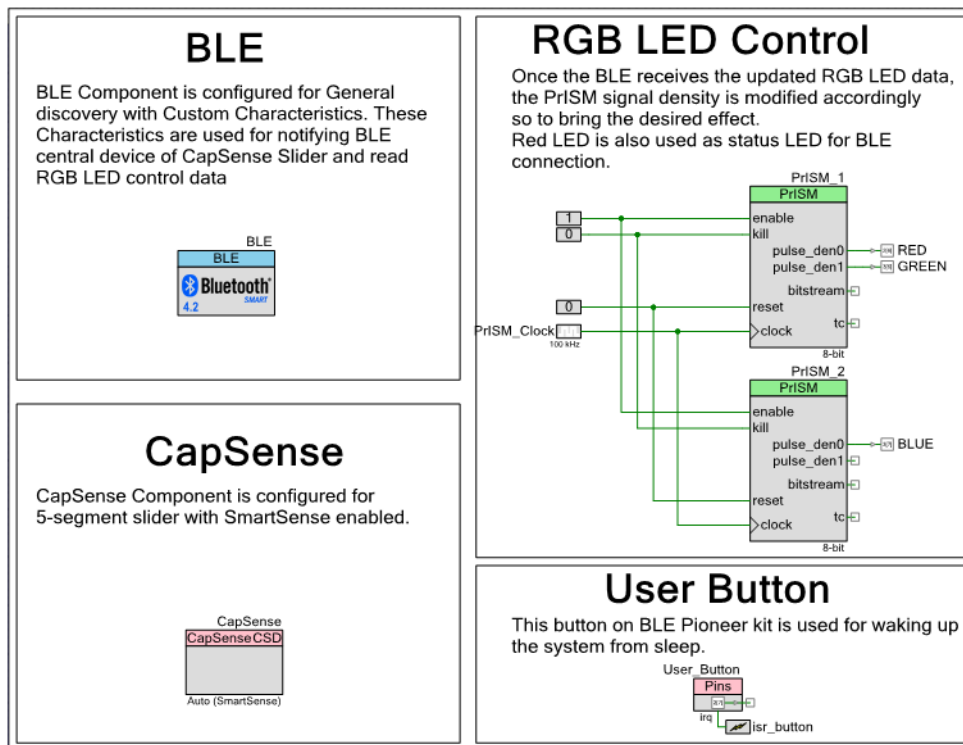 BLE
BLE Component is configured for General
discovery with Custom Characteristics. These
Characteristics are used for notifying BLE
central device of CapSense Slider and read
RGB LED control data
BLE
BLE
Bluetooth®
SMART
4.2
CapSense
CapSense Component is configured for
5-segment slider with SmartSense enabled.
CapSense
CapSense CSD
Auto (SmartSense)
RGB LED Control
Once the BLE receives the updated RGB LED data,
the PrISM signal density is modified accordingly
so to bring the desired effect.
Red LED is also used as status LED for BLE
connection.
PrISM_1
PrISM
1
enable
0
kill
pulse_den0
RED
pulse_den1
GREEN
bitstream
0
reset
tc
PrISM_Clock
clock
100 kHz
8-bit
PrISM_2
PrISM
enable
kill
pulse_den0
BLUE
pulse_den1
bitstream
reset
tc
clock
8-bit
User Button
This button on BLE Pioneer kit is used for waking up
the system from sleep.
User_Button
Pins
irq
isr_button